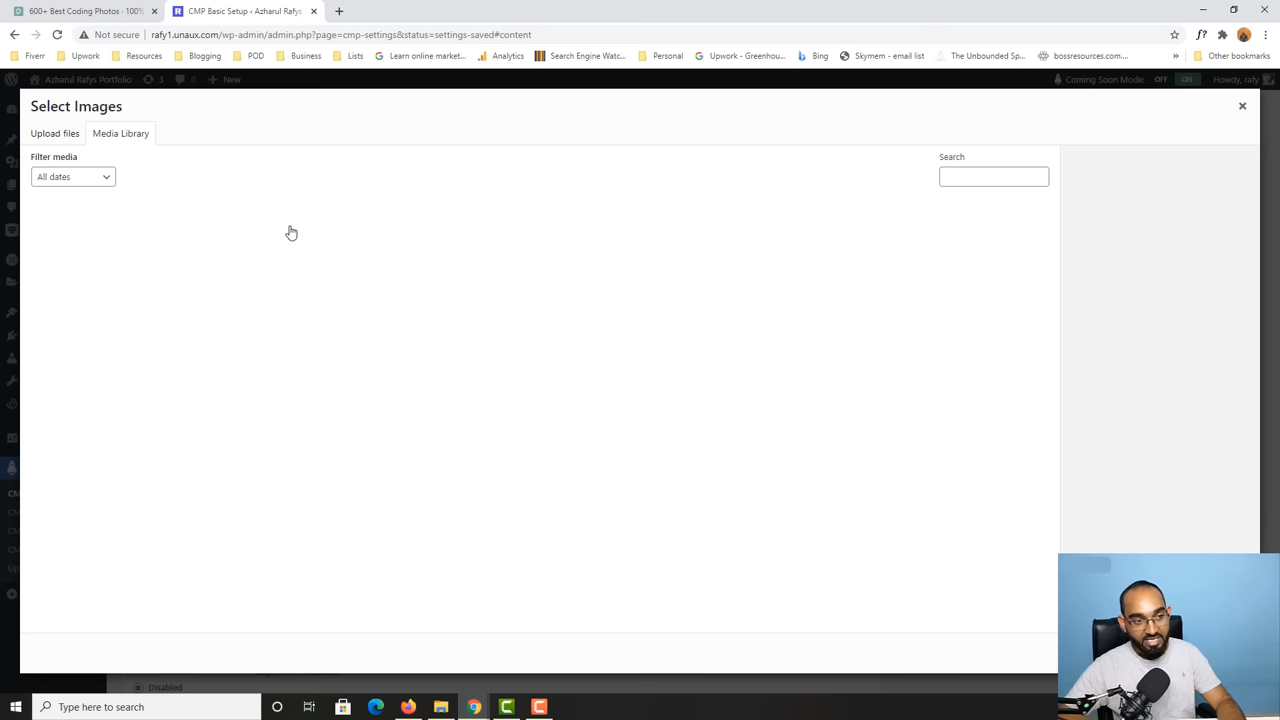 600+ Best Coding Photos · 100%
CMP Basic Setup ‹ Azharul Rafys
Not secure
rafy1.unaux.com/wp-admin/admin.php?page=cmp-settings&status=settings-saved#content
Fiverr
Upwork
Resources
Blogging
POD
Business
Lists
Learn online market...
Analytics
Search Engine Watc...
Personal
Upwork - Greenhou...
Bing
Skymem - email list
The Unbounded Sp...
bossresources.com...
»
Other bookmarks
Azharul Rafys Portfolio
3
0
New
Coming Soon Mode:
OFF
ON
Howdy, rafy
Select Images
Upload files
Media Library
Filter media
Search
All dates
Disabled
Type here to search